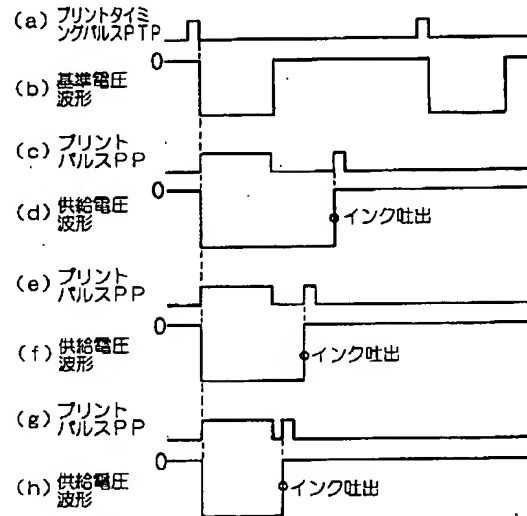 (a) プリントタイミ
ングパルスPTP
0
(b) 基準電圧
波形
(c) プリント
パルスPP
0
(d) 供給電圧
波形
インク吐出
(e) プリント
パルスPP
0
(f) 供給電圧
波形
インク吐出
(g) プリント
パルスPP
0
(h) 供給電圧
波形
インク吐出